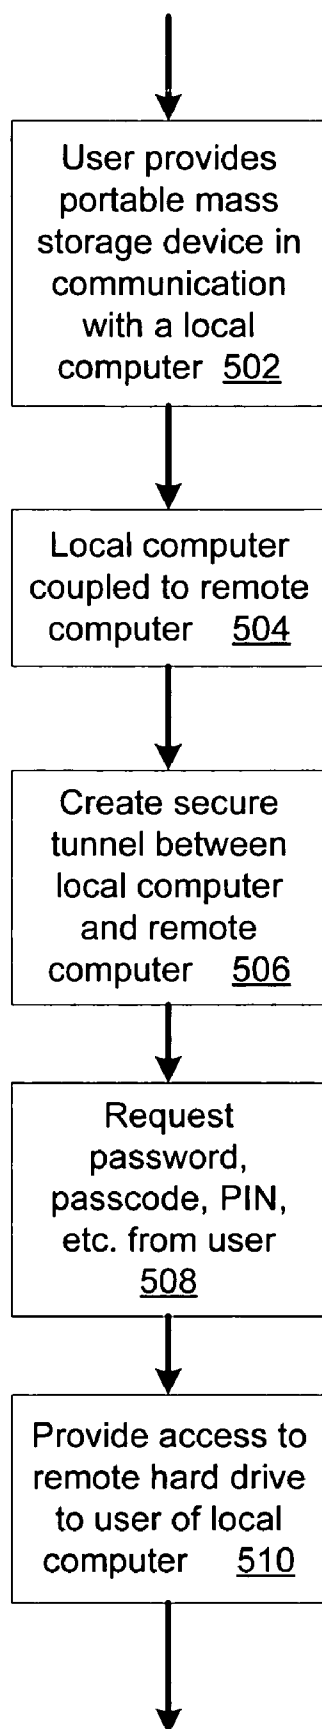 User provides
portable mass
storage device in
communication
with a local
computer 502
Local computer
coupled to remote
computer 504
Create secure
tunnel between
local computer
and remote
computer 506
Request
password,
passcode, PIN,
etc. from user
508
Provide access to
remote hard drive
to user of local
computer 510